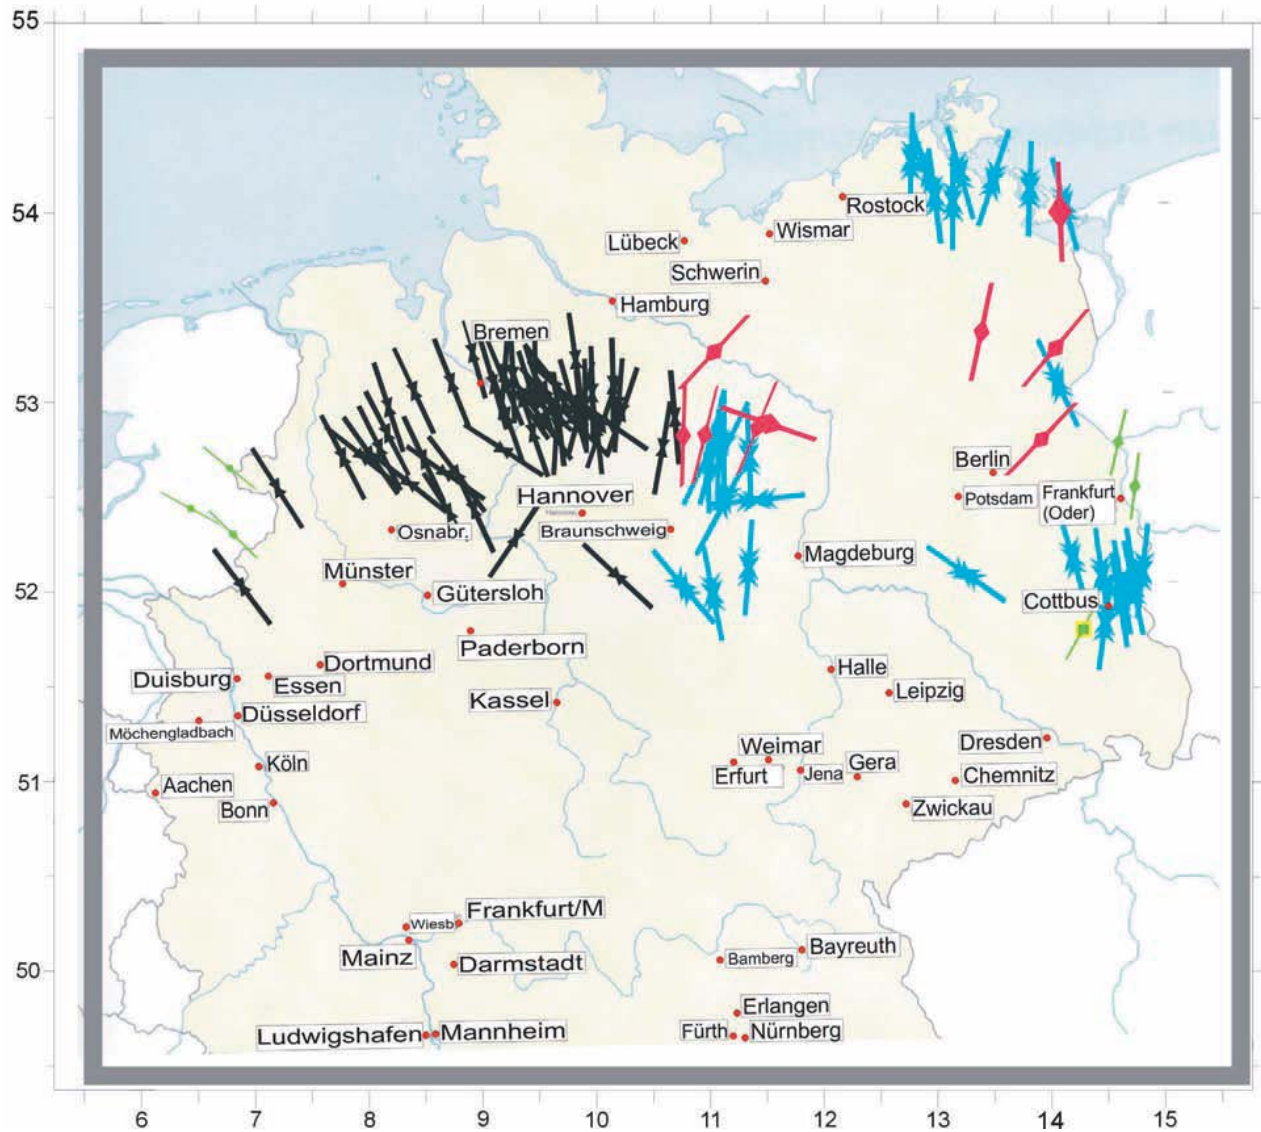 55
54
53
52
51
50
Rostock
Wismar
Lübeck
Schwerin
Hamburg
Bremen
Berlin
Potsdam
Frankfurt
(Oder)
Hannover
Braunschweig
Osnabr.
Magdeburg
Münster
Gütersloh
Cottbus
Paderborn
Dortmund
Duisburg
Essen
Halle
Leipzig
Kassel
Düsseldorf
Möchengladbach
Weimar
Dresden
Köln
Erfurt
Jena
Gera
Chemnitz
Aachen
Bonn
Zwickau
Frankfurt/M
Wiesb
Mainz
Darmstadt
Bamberg
Bayreuth
Erlangen
Ludwigshafen
Mannheim
Fürth
Nürnberg
6 7 8 9 10 11 12 13 14 15